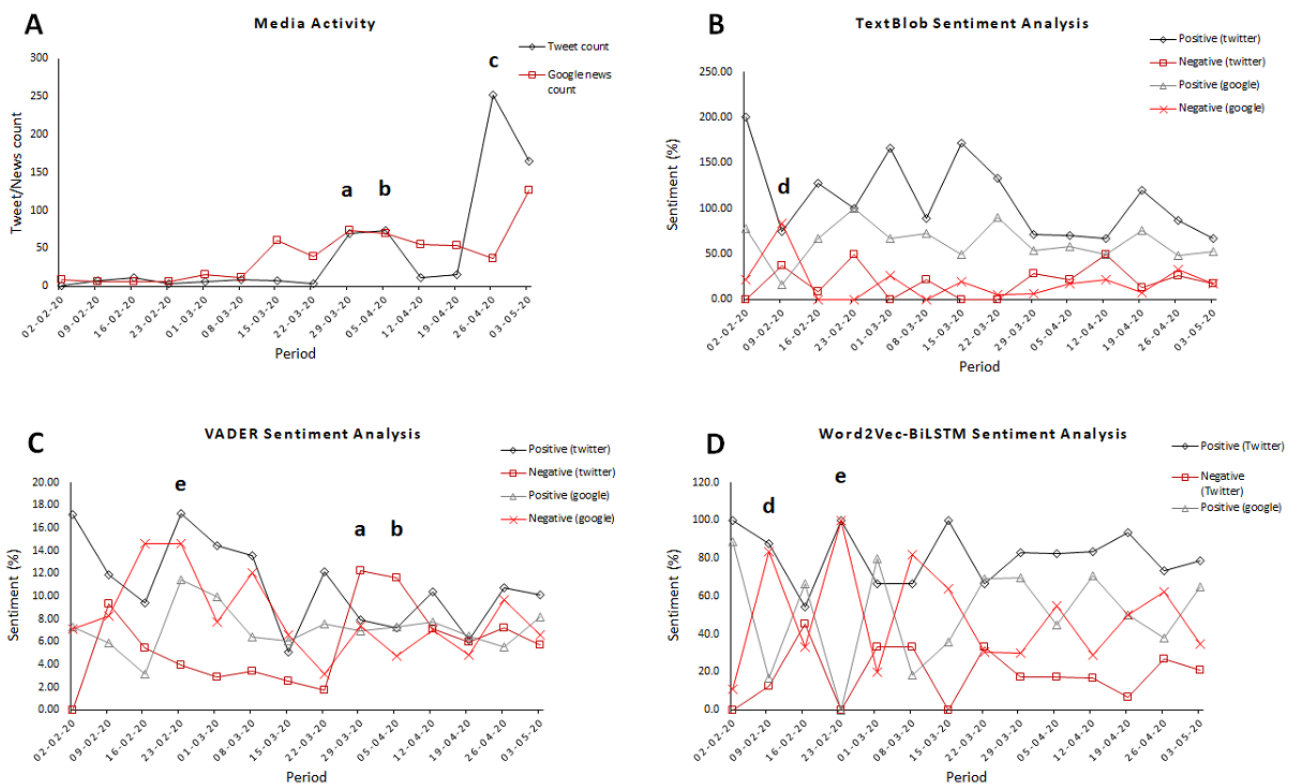 A
Media Activity
Tweet count
Google news
count
c
a
b
300
250
200
150
100
50
0
Tweet/News count
02-02-20
09-02-20
16-02-20
23-02-20
01-03-20
08-03-20
15-03-20
22-03-20
29-03-20
05-04-20
12-04-20
19-04-20
26-04-20
03-05-20
Period
B
TextBlob Sentiment Analysis
Positive (twitter)
Negative (twitter)
Positive (google)
Negative (google)
d
250.00
200.00
150.00
100.00
50.00
0.00
Sentiment (%)
02-02-20
09-02-20
16-02-20
23-02-20
01-03-20
08-03-20
15-03-20
22-03-20
29-03-20
05-04-20
12-04-20
19-04-20
26-04-20
03-05-20
Period
C
VADER Sentiment Analysis
Positive (twitter)
Negative (twitter)
Positive (google)
Negative (google)
e
a
b
20.00
18.00
16.00
14.00
12.00
10.00
8.00
6.00
4.00
2.00
0.00
Sentiment (%)
02-02-20
09-02-20
16-02-20
23-02-20
01-03-20
08-03-20
15-03-20
22-03-20
29-03-20
05-04-20
12-04-20
19-04-20
26-04-20
03-05-20
Period
D
Word2Vec-BiLSTM Sentiment Analysis
Positive (Twitter)
Negative
(Twitter)
Positive (google)
d
e
120.0
100.0
80.0
60.0
40.0
20.0
0.0
Sentiment (%)
02-02-20
09-02-20
16-02-20
23-02-20
01-03-20
08-03-20
15-03-20
22-03-20
29-03-20
05-04-20
12-04-20
19-04-20
26-04-20
03-05-20
Period